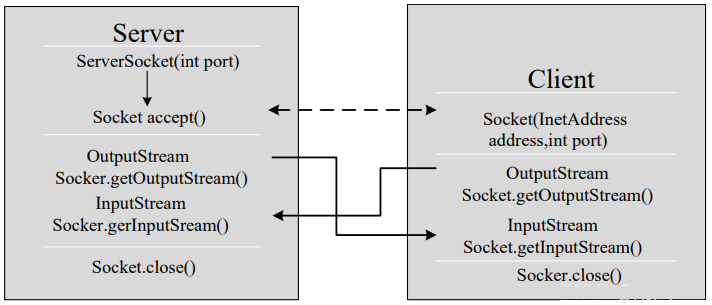 Server
ServerSocket(int port)
Socket accept()
OutputStream
Socker.getOutputStream()
InputStream
Socker.gerInputSream()
Socket.close()
Client
Socket(InetAddress
address,int port)
OutputStream
Socket.getOutputStream()
InputStream
Socket.getInputStream()
Socker.close()